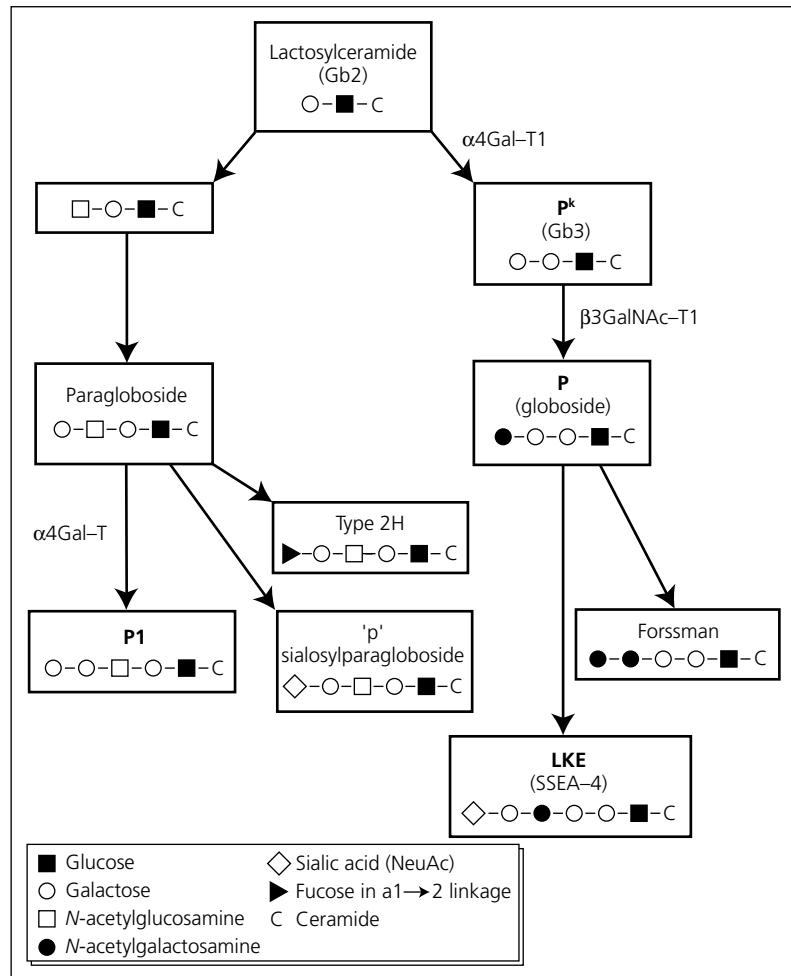 Lactosylceramide
(Gb2)
C
α4Gal–T1
C
Pᵏ
(Gb3)
C
β3GalNAc–T1
Paragloboside
C
P
(globoside)
C
α4Gal–T
Type 2H
C
P1
C
'p'
sialosylparagloboside
C
Forssman
C
LKE
(SSEA–4)
C
Glucose
Galactose
N-acetylglucosamine
N-acetylgalactosamine
Sialic acid (NeuAc)
Fucose in a1→2 linkage
C Ceramide